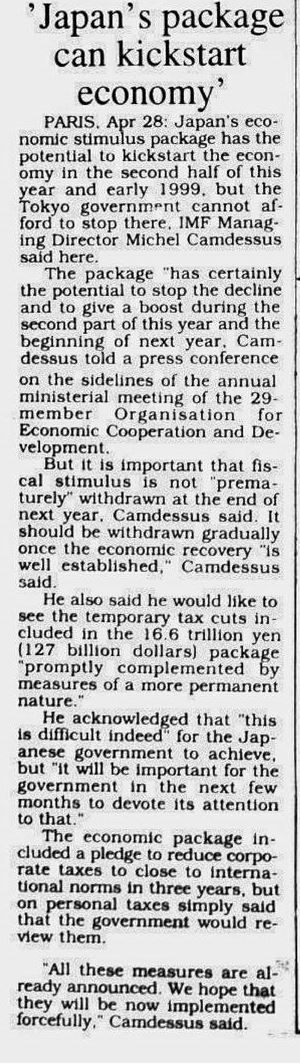 'Japan's package
can kickstart
economy'
PARIS, Apr 28: Japan's eco-
nomic stimulus package has the
potential to kickstart the econ-
omy in the second half of this
year and early 1999, but the
Tokyo government cannot af-
ford to stop there, IMF Manag-
ing Director Michel Camdessus
said here.
The package "has certainly
the potential to stop the decline
and to give a boost during the
second part of this year and the
beginning of next year, Cam-
dessus told a press conference
on the sidelines of the annual
ministerial meeting of the 29-
member Organisation for
Economic Cooperation and De-
velopment.
But it is important that fis-
cal stimulus is not "prema-
turely" withdrawn at the end of
next year, Camdessus said. It
should be withdrawn gradually
once the economic recovery "is
well established," Camdessus
said.
He also said he would like to
see the temporary tax cuts in-
cluded in the 16.6 trillion yen
(127 billion dollars) package
"promptly complemented by
measures of a more permanent
nature."
He acknowledged that "this
is difficult indeed" for the Jap-
anese government to achieve,
but "it will be important for the
government in the next few
months to devote its attention
to that."
The economic package in-
cluded a pledge to reduce corpo-
rate taxes to close to interna-
tional norms in three years, but
on personal taxes simply said
that the government would re-
view them.
"All these measures are al-
ready announced. We hope that
they will be now implemented
forcefully," Camdessus said.